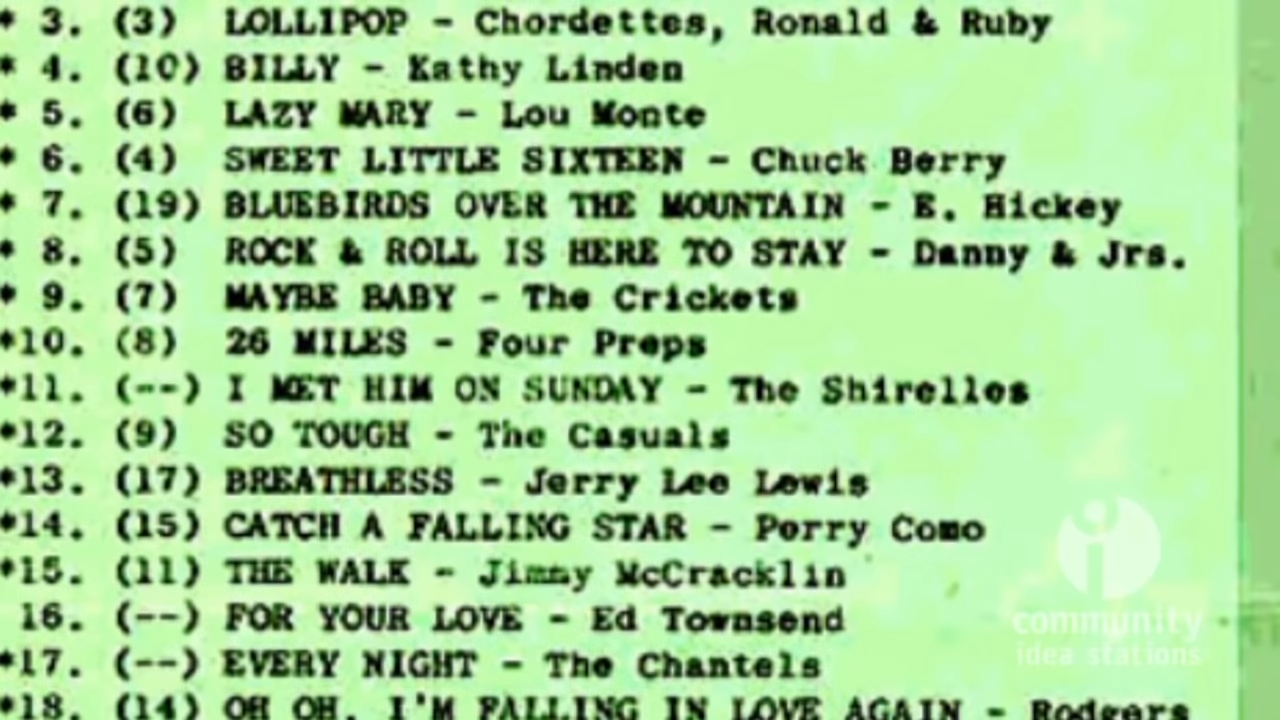 * 3. (3) LOLLIPOP - Chordettes, Ronald & Ruby
* 4. (10) BILLY - Kathy Linden
* 5. (6) LAZY MARY - Lou Monte
* 6. (4) SWEET LITTLE SIXTEEN - Chuck Berry
* 7. (19) BLUEBIRDS OVER THE MOUNTAIN - E. Hickey
* 8. (5) ROCK & ROLL IS HERE TO STAY - Danny & Jrs.
* 9. (7) MAYBE BABY - The Crickets
*10. (8) 26 MILES - Four Preps
*11. (--) I MET HIM ON SUNDAY - The Shirelles
*12. (9) SO TOUGH - The Casuals
*13. (17) BREATHLESS - Jerry Lee Lewis
*14. (15) CATCH A FALLING STAR - Perry Como
*15. (11) THE WALK - Jimmy McCracklin
16. (--) FOR YOUR LOVE - Ed Townsend
*17. (--) EVERY NIGHT - The Chantels
*18. (14) OH OH, I'M FALLING IN LOVE AGAIN - Rodgers
community
idea stations